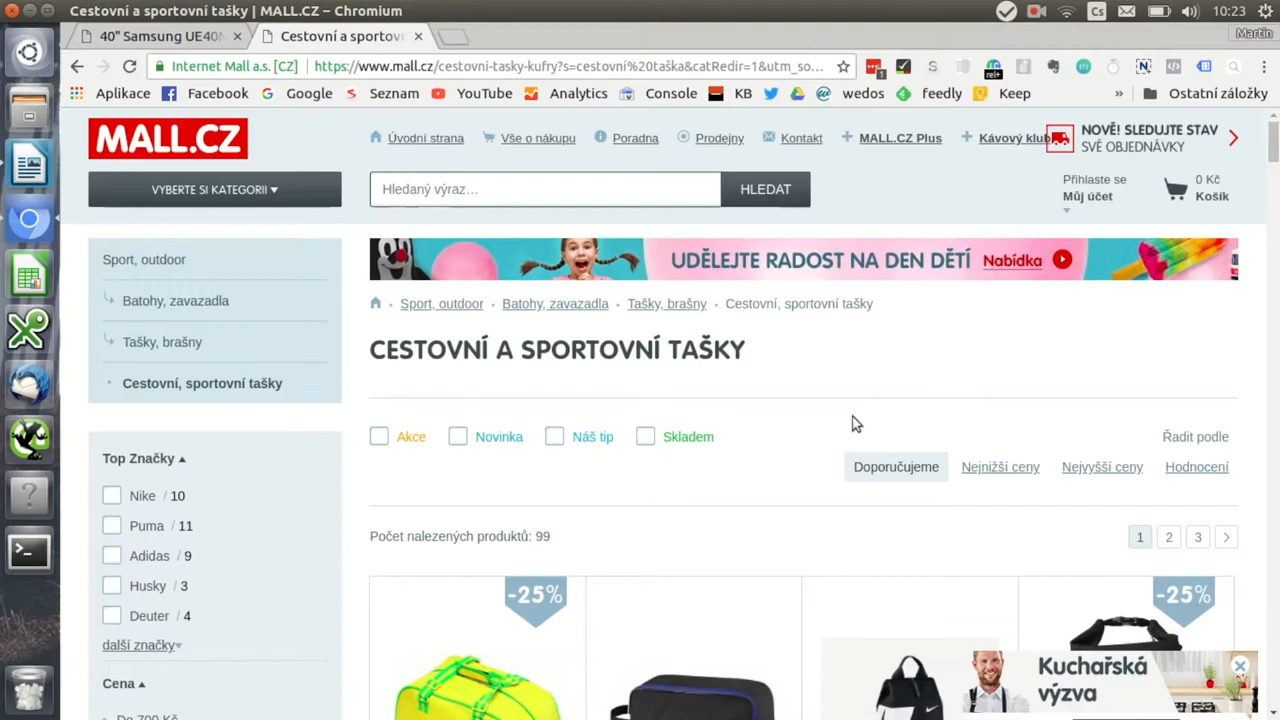 Cestovní a sportovní tašky | MALL.CZ – Chromium
Cs
10:23
40" Samsung UE40
Cestovní a sportov
Martin
Internet Mall a.s. [CZ]
https://www.mall.cz/cestovni-tasky-kufry?s=cestovní%20taška&catRedir=1&utm_so...
Aplikace
Facebook
Google
Seznam
YouTube
Analytics
Console
KB
wedos
feedly
Keep
»
Ostatní záložky
MALL.CZ
Úvodní strana
Vše o nákupu
Poradna
Prodejny
Kontakt
MALL.CZ Plus
Kávový klub
NOVĚ! SLEDUJTE STAV
SVÉ OBJEDNÁVKY
VYBERTE SI KATEGORII
Hledaný výraz...
HLEDAT
Přihlaste se
Můj účet
0 Kč
Košík
Sport, outdoor
Batohy, zavazadla
Tašky, brašny
Cestovní, sportovní tašky
UDĚLEJTE RADOST NA DEN DĚTÍ
Nabídka
Sport, outdoor
Batohy, zavazadla
Tašky, brašny
Cestovní, sportovní tašky
CESTOVNÍ A SPORTOVNÍ TAŠKY
Akce
Novinka
Náš tip
Skladem
Řadit podle
Doporučujeme
Nejnižší ceny
Nejvyšší ceny
Hodnocení
Top Značky
Nike / 10
Puma / 11
Adidas / 9
Husky / 3
Deuter / 4
další značky
Cena
Do 700 Kč
Počet nalezených produktů: 99
1
2
3
-25%
-25%
Kuchařská
výzva